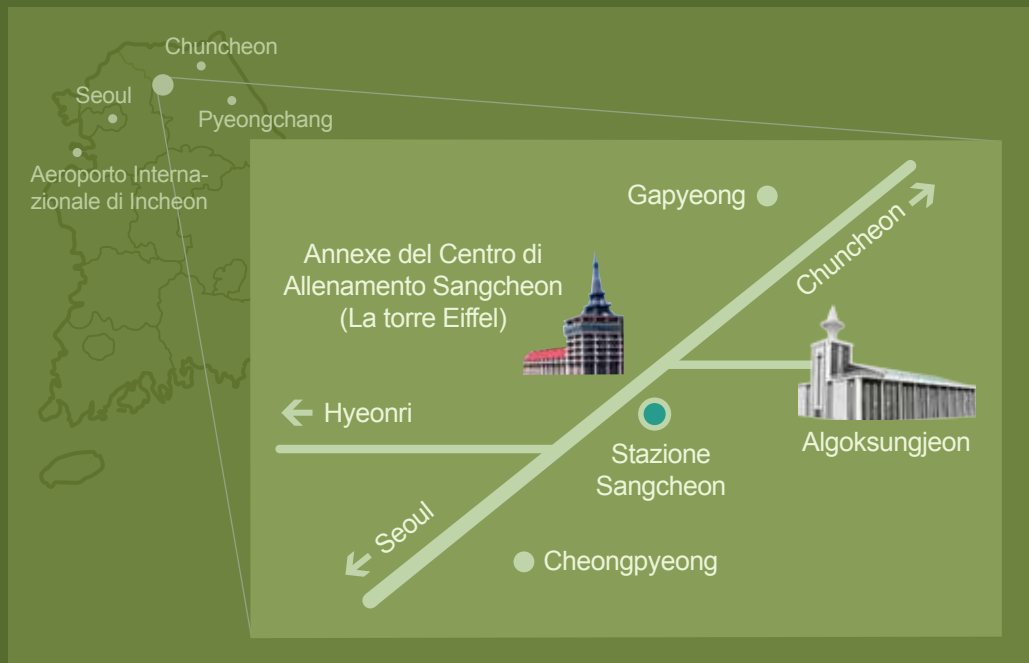 Chuncheon
Seoul
Pyeongchang
Aeroporto Interna-
zionale di Incheon
Gapyeong
Chuncheon
Annexe del Centro di
Allenamento Sangcheon
(La torre Eiffel)
Hyeonri
Algoksungjeon
Stazione
Sangcheon
Seoul
Cheongpyeong